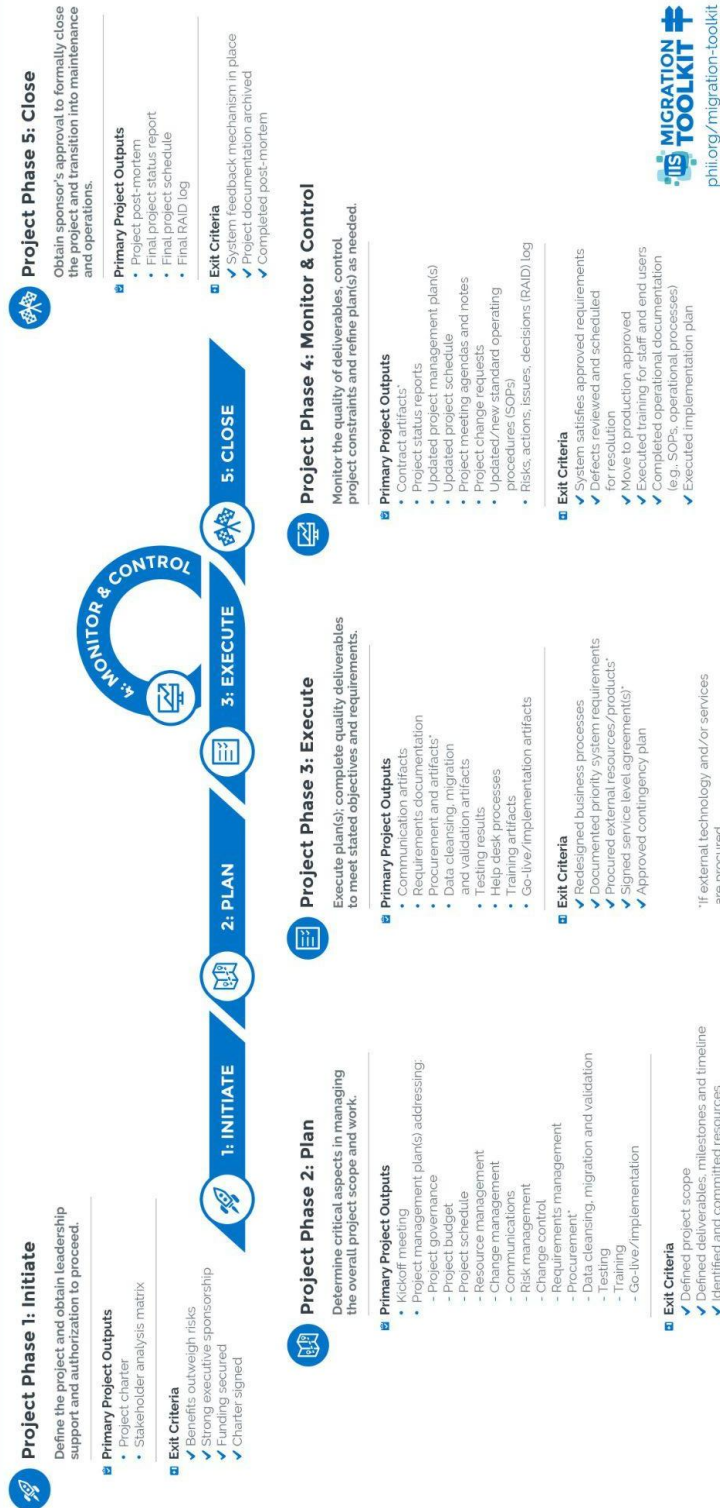 Project Phase 1: Initiate
Define the project and obtain leadership
support and authorization to proceed.
Primary Project Outputs
• Project charter
• Stakeholder analysis matrix
Exit Criteria
✓ Benefits outweigh risks
✓ Strong executive sponsorship
✓ Funding secured
✓ Charter signed
1: INITIATE
2: PLAN
3: EXECUTE
4: MONITOR & CONTROL
5: CLOSE
Project Phase 5: Close
Obtain sponsor's approval to formally close
the project and transition into maintenance
and operations.
Primary Project Outputs
• Project post-mortem
• Final project status report
• Final project schedule
• Final RAID log
Exit Criteria
✓ System feedback mechanism in place
✓ Project documentation archived
✓ Completed post-mortem
Project Phase 2: Plan
Determine critical aspects in managing
the overall project scope and work.
Primary Project Outputs
• Kickoff meeting
• Project management plan(s) addressing:
- Project governance
- Project budget
- Project schedule
- Resource management
- Change management
- Communications
- Risk management
- Change control
- Requirements management
- Procurement*
- Data cleansing, migration and validation
- Testing
- Training
- Go-live/implementation
Exit Criteria
✓ Defined project scope
✓ Defined deliverables, milestones and timeline
✓ Identified and committed resources
Project Phase 3: Execute
Execute plan(s); complete quality deliverables
to meet stated objectives and requirements.
Primary Project Outputs
• Communication artifacts
• Requirements documentation
• Procurement and artifacts*
• Data cleansing, migration
and validation artifacts
• Testing results
• Help desk processes
• Training artifacts
• Go-live/implementation artifacts
Exit Criteria
✓ Redesigned business processes
✓ Documented priority system requirements
✓ Procured external resources/products*
✓ Signed service level agreement(s)*
✓ Approved contingency plan
*If external technology and/or services
are procured
Project Phase 4: Monitor & Control
Monitor the quality of deliverables, control
project constraints and refine plan(s) as needed.
Primary Project Outputs
• Contract artifacts*
• Project status reports
• Updated project management plan(s)
• Updated project schedule
• Project meeting agendas and notes
• Project change requests
• Updated/new standard operating
procedures (SOPs)
• Risks, actions, issues, decisions (RAID) log
Exit Criteria
✓ System satisfies approved requirements
✓ Defects reviewed and scheduled
for resolution
✓ Move to production approved
✓ Executed training for staff and end users
✓ Completed operational documentation
(e.g., SOPs, operational processes)
✓ Executed implementation plan
IIS MIGRATION
TOOLKIT
phii.org/migration-toolkit